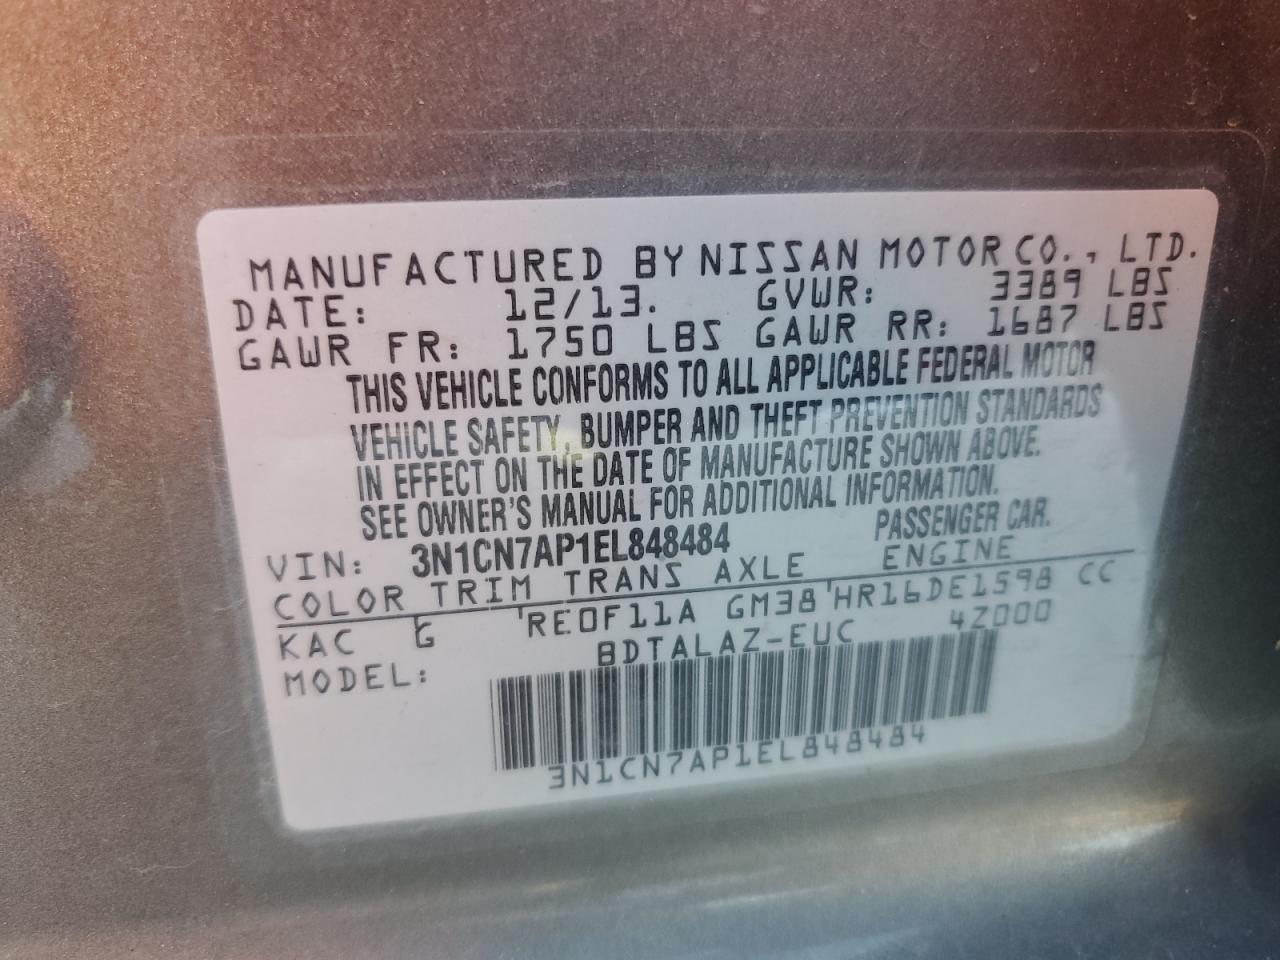 MANUFACTURED BY NISSAN MOTOR CO., LTD.
DATE: 12/13. GVWR: 3389 LBS
GAWR FR: 1750 LBS GAWR RR: 1687 LBS
THIS VEHICLE CONFORMS TO ALL APPLICABLE FEDERAL MOTOR
VEHICLE SAFETY, BUMPER AND THEFT PREVENTION STANDARDS
IN EFFECT ON THE DATE OF MANUFACTURE SHOWN ABOVE.
SEE OWNER'S MANUAL FOR ADDITIONAL INFORMATION.
VIN: 3N1CN7AP1EL848484 PASSENGER CAR.
COLOR TRIM TRANS AXLE ENGINE
KAC G RE0F11A GM38 HR16DE1598 CC
MODEL: BDTALAZ-EUC 4Z000
3N1CN7AP1EL848484